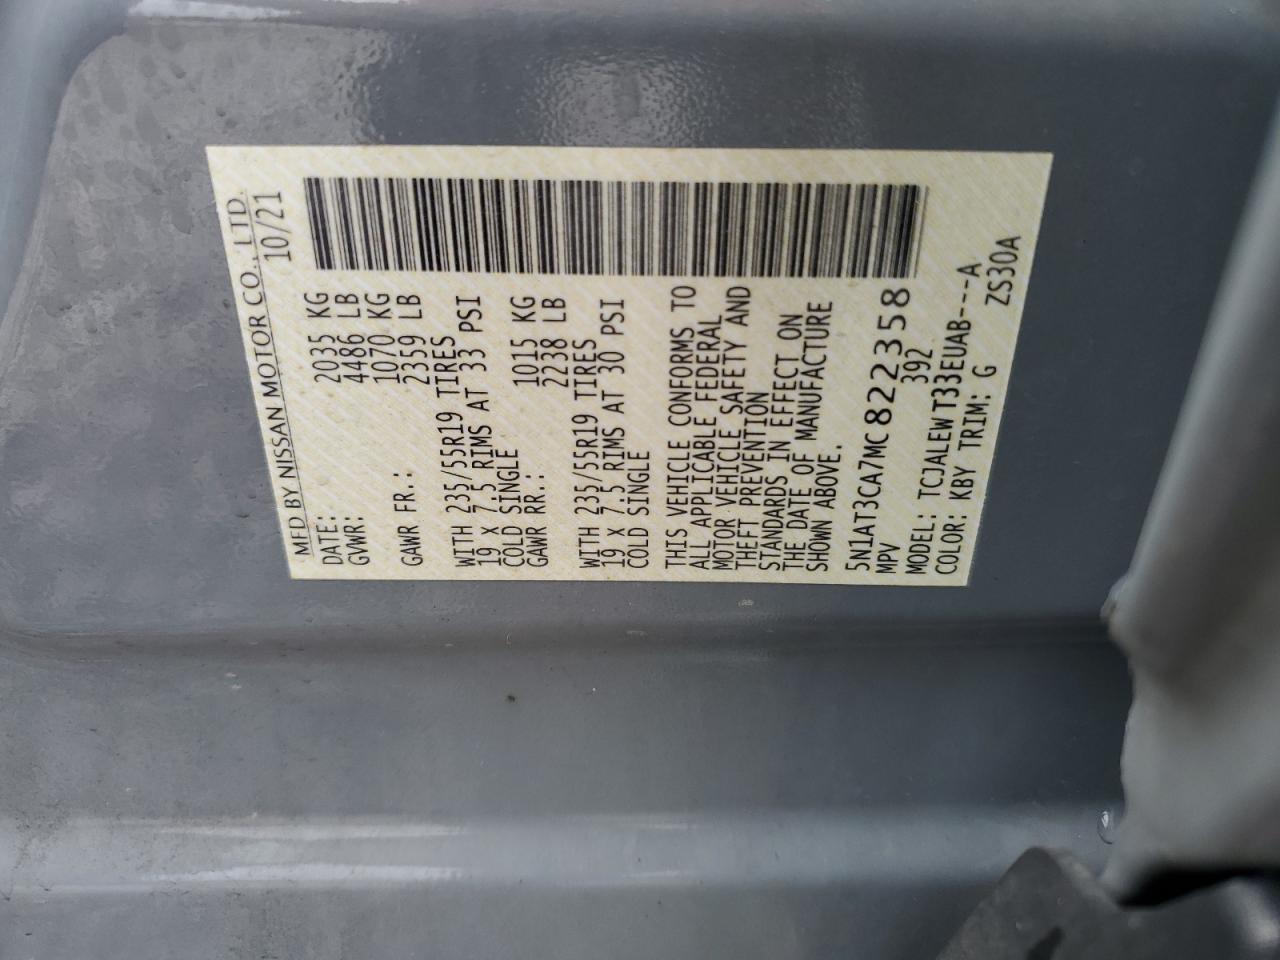 MFD BY NISSAN MOTOR CO., LTD.
DATE: 10/21
GVWR: 2035 KG
4486 LB
GAWR FR.: 1070 KG
2359 LB
WITH 235/55R19 TIRES
19 X 7.5 RIMS AT 33 PSI
COLD SINGLE
GAWR RR.: 1015 KG
2238 LB
WITH 235/55R19 TIRES
19 X 7.5 RIMS AT 30 PSI
COLD SINGLE
THIS VEHICLE CONFORMS TO
ALL APPLICABLE FEDERAL
MOTOR VEHICLE SAFETY AND
THEFT PREVENTION
STANDARDS IN EFFECT ON
THE DATE OF MANUFACTURE
SHOWN ABOVE.
5N1AT3CA7MC822358
MPV 392
MODEL: TCJALEWT33EUAB---A
COLOR: KBY TRIM; G ZS30A